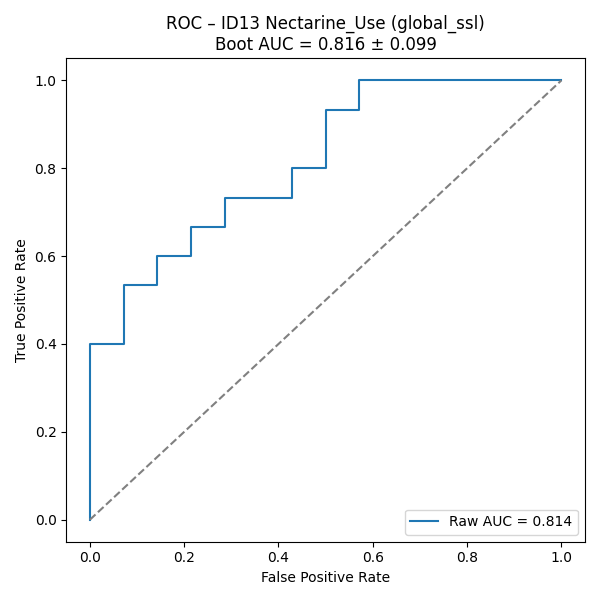 ROC – ID13 Nectarine_Use (global_ssl)
Boot AUC = 0.816 ± 0.099
True Positive Rate
1.0
0.8
0.6
0.4
0.2
0.0
Raw AUC = 0.814
0.0 0.2 0.4 0.6 0.8 1.0
False Positive Rate